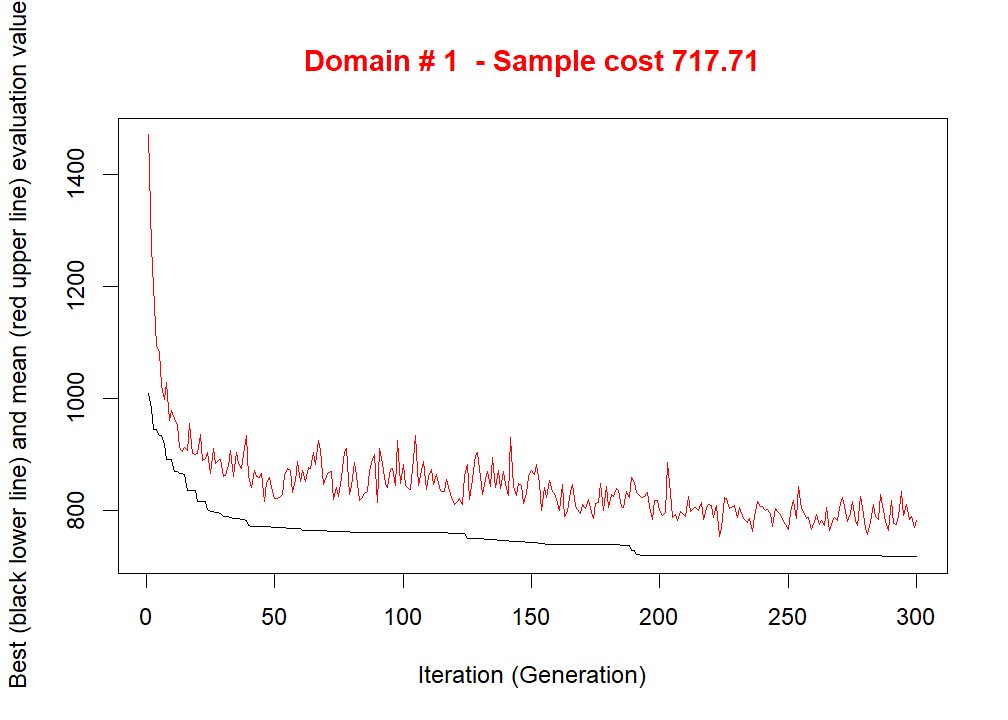 Domain # 1  - Sample cost 717.71
Best (black lower line) and mean (red upper line) evaluation value
1400
1200
1000
800
0 50 100 150 200 250 300
Iteration (Generation)